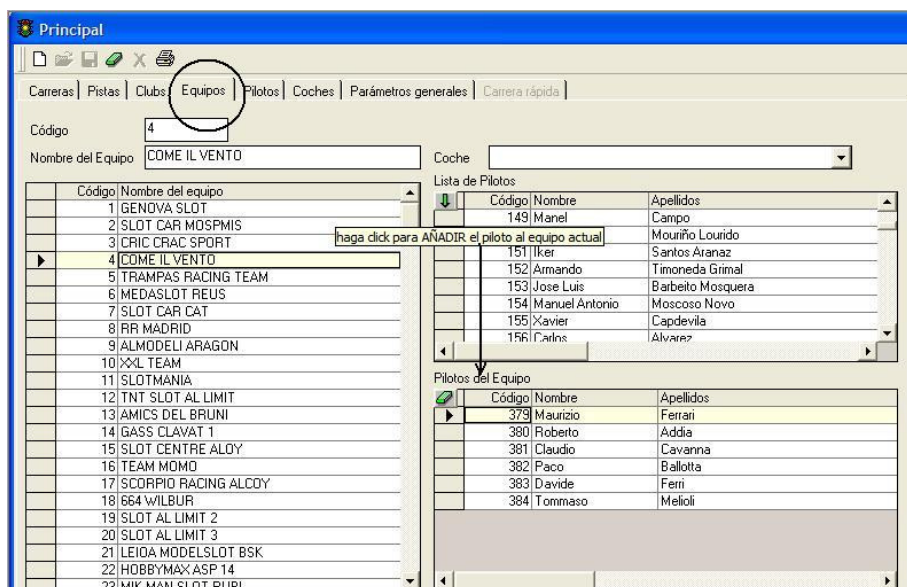 Principal
Carreras Pistas Clubs Equipos Pilotos Coches Parámetros generales Carrera rápida
Código 4
Nombre del Equipo COME IL VENTO
Código Nombre del equipo
1 GENOVA SLOT
2 SLOT CAR MOSPMIS
3 CRIC CRAC SPORT
4 COME IL VENTO
5 TRAMPAS RACING TEAM
6 MEDASLOT REUS
7 SLOT CAR CAT
8 RR MADRID
9 ALMODELI ARAGON
10 XXL TEAM
11 SLOTMANIA
12 TNT SLOT AL LIMIT
13 AMICS DEL BRUNI
14 GASS CLAVAT 1
15 SLOT CENTRE ALOY
16 TEAM MOMO
17 SCORPIO RACING ALCOY
18 664 WILBUR
19 SLOT AL LIMIT 2
20 SLOT AL LIMIT 3
21 LEIOA MODELSLOT BSK
22 HOBBYMAX ASP 14
23 MIK MAN SLOT RUBI
Coche
Lista de Pilotos
Código Nombre Apellidos
149 Manel Campo
haga click para AÑADIR el piloto al equipo actual
Mouriño Lourido
151 Iker Santos Aranaz
152 Armando Timoneda Grimal
153 Jose Luis Barbeito Mosquera
154 Manuel Antonio Moscoso Novo
155 Xavier Capdevila
156 Carlos Alvarez
Pilotos del Equipo
Código Nombre Apellidos
379 Maurizio Ferrari
380 Roberto Addia
381 Claudio Cavanna
382 Paco Ballotta
383 Davide Ferri
384 Tommaso Melioli